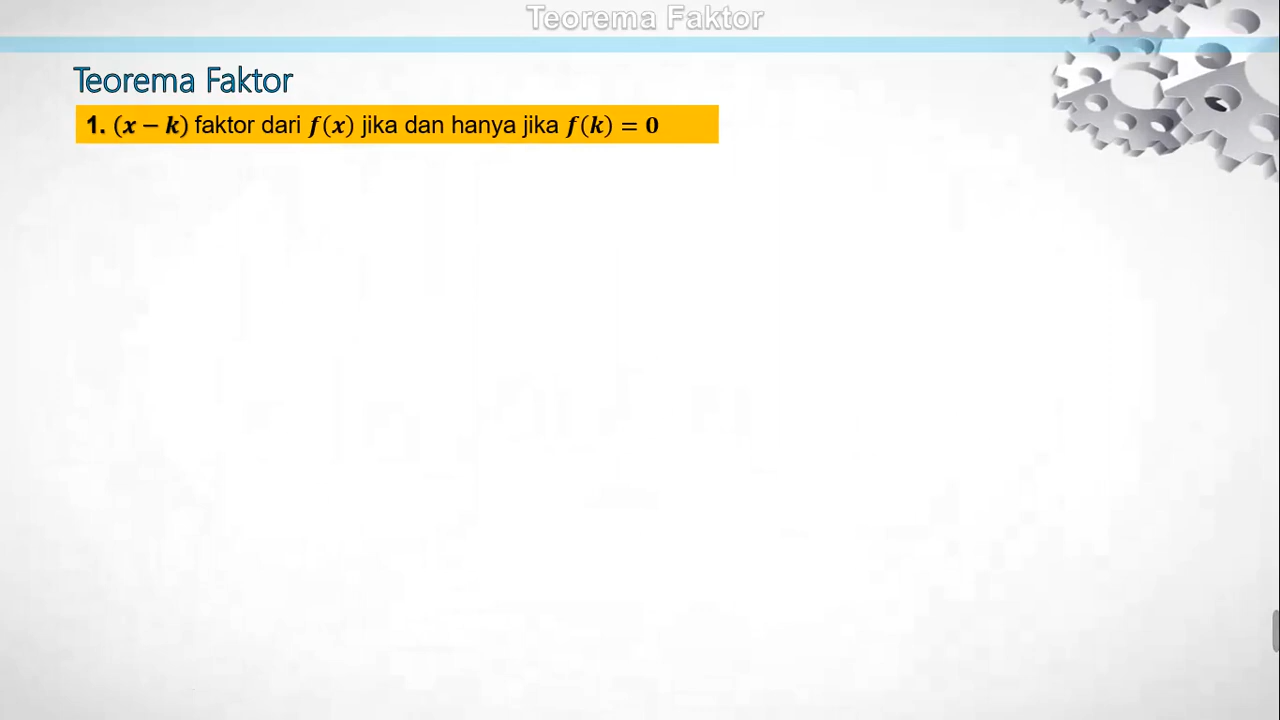 Teorema Faktor
Teorema Faktor
1. (x − k) faktor dari f(x) jika dan hanya jika f(k) = 0